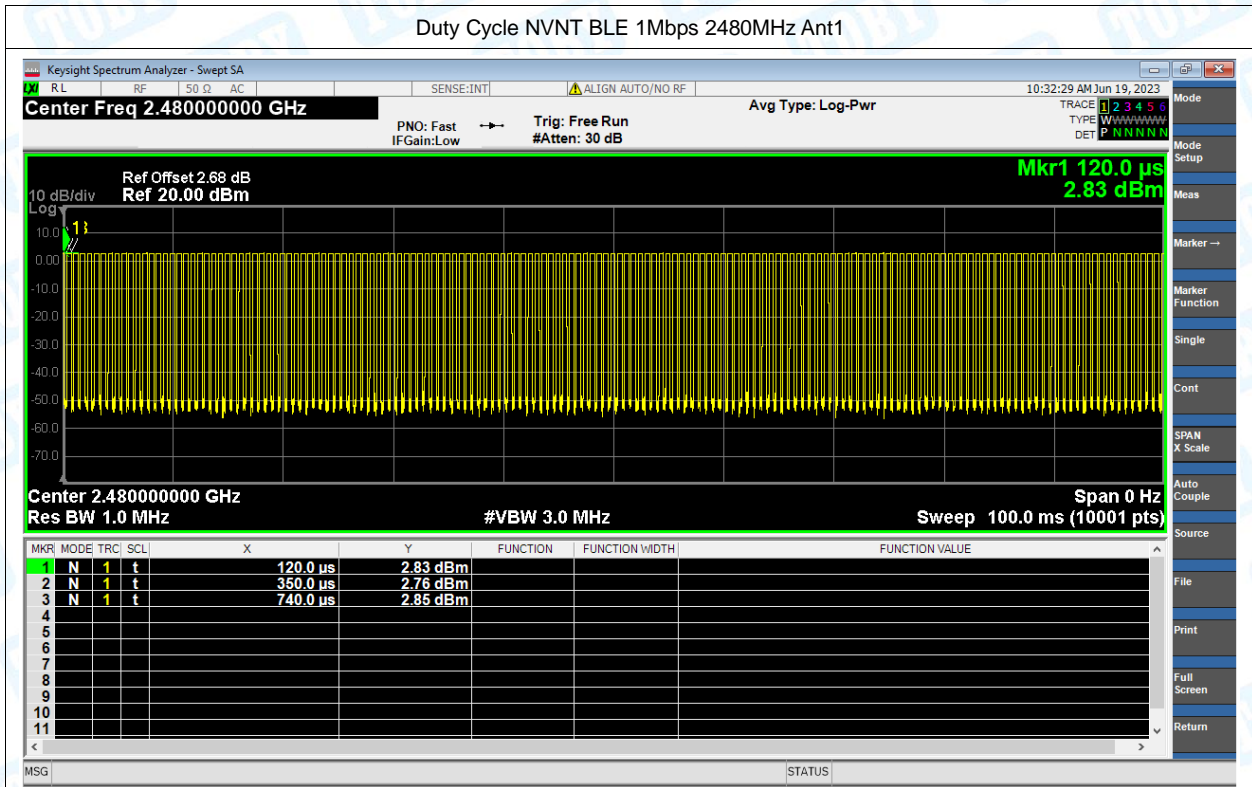 Duty Cycle NVNT BLE 1Mbps 2480MHz Ant1
Keysight Spectrum Analyzer - Swept SA
LXI RL RF 50 Ω AC SENSE:INT ALIGN AUTO/NO RF 10:32:29 AM Jun 19, 2023
Center Freq 2.480000000 GHz
Avg Type: Log-Pwr
TRACE 1 2 3 4 5 6
TYPE WWWWWWW
DET P N N N N N
PNO: Fast Trig: Free Run
IFGain:Low #Atten: 30 dB
Mkr1 120.0 µs
2.83 dBm
Ref Offset 2.68 dB
10 dB/div Ref 20.00 dBm
Log
10.0
0.00
-10.0
-20.0
-30.0
-40.0
-50.0
-60.0
-70.0
1 3
Center 2.480000000 GHz Span 0 Hz
Res BW 1.0 MHz #VBW 3.0 MHz Sweep 100.0 ms (10001 pts)
MKR MODE TRC SCL X Y FUNCTION FUNCTION WIDTH FUNCTION VALUE
1 N 1 t 120.0 µs 2.83 dBm
2 N 1 t 350.0 µs 2.76 dBm
3 N 1 t 740.0 µs 2.85 dBm
4
5
6
7
8
9
10
11
MSG STATUS
Mode
Mode Setup
Meas
Marker →
Marker Function
Single
Cont
SPAN X Scale
Auto Couple
Source
File
Print
Full Screen
Return
TOBY